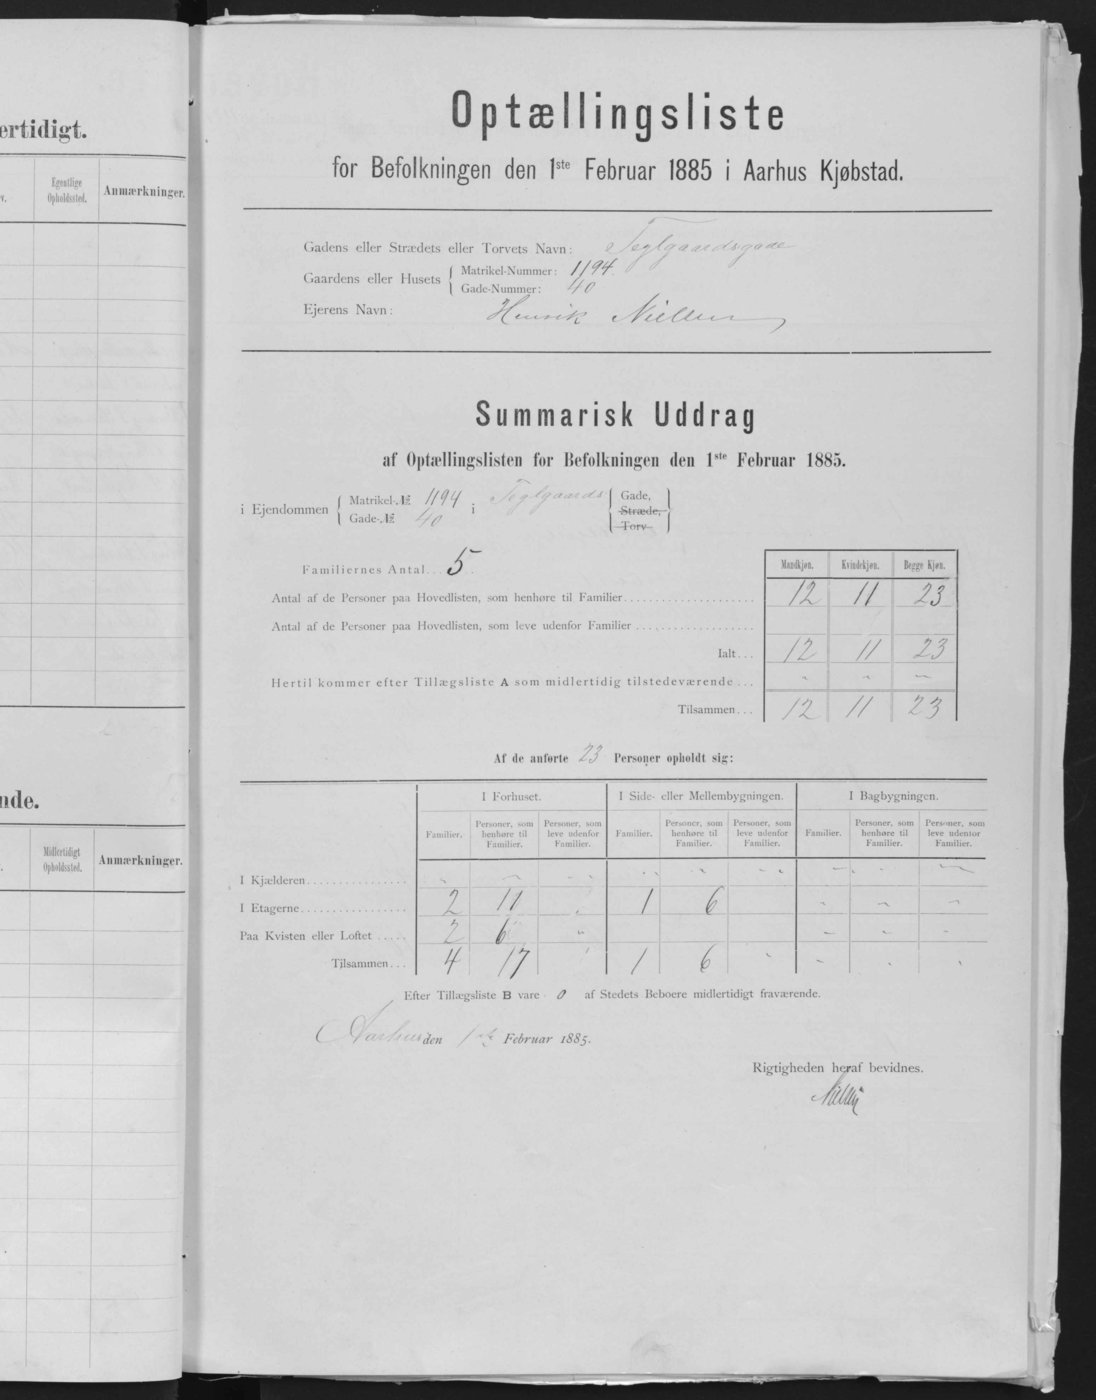 ertidigt.
Egentlige Opholdssted.
Anmærkninger.
nde.
Midlertidigt Opholdssted.
Anmærkninger.
Optællingsliste
for Befolkningen den 1ste Februar 1885 i Aarhus Kjøbstad.
Gadens eller Strædets eller Torvets Navn: Teglgaardsgade
Gaardens eller Husets { Matrikel-Nummer: 1194.
Gade-Nummer: 40
Ejerens Navn: Henrik Nielsen
Summarisk Uddrag
af Optællingslisten for Befolkningen den 1ste Februar 1885.
i Ejendommen { Matrikel-№ 1194 i Teglgaards { Gade, }
Gade-№ 40 Stræde,
Torv
Familiernes Antal... 5
Mandkjøn. Kvindekjøn. Begge Kjøn.
Antal af de Personer paa Hovedlisten, som henhøre til Familier 12 11 23
Antal af de Personer paa Hovedlisten, som leve udenfor Familier
Ialt... 12 11 23
Hertil kommer efter Tillægsliste A som midlertidig tilstedeværende... " " "
Tilsammen... 12 11 23
Af de anførte 23 Personer opholdt sig:
I Forhuset. I Side- eller Mellembygningen. I Bagbygningen.
Familier. Personer, som henhøre til Familier. Personer, som leve udenfor Familier. Familier. Personer, som henhøre til Familier. Personer, som leve udenfor Familier. Familier. Personer, som henhøre til Familier. Personer, som leve udenfor Familier.
I Kjælderen " " " " " " " " "
I Etagerne 2 11 " 1 6 " " "
Paa Kvisten eller Loftet 2 6 " " " "
Tilsammen 4 17 " 1 6 " " " "
Efter Tillægsliste B vare 0 af Stedets Beboere midlertidigt fraværende.
Aarhus den 1ste Februar 1885.
Rigtigheden heraf bevidnes.
Nielsen